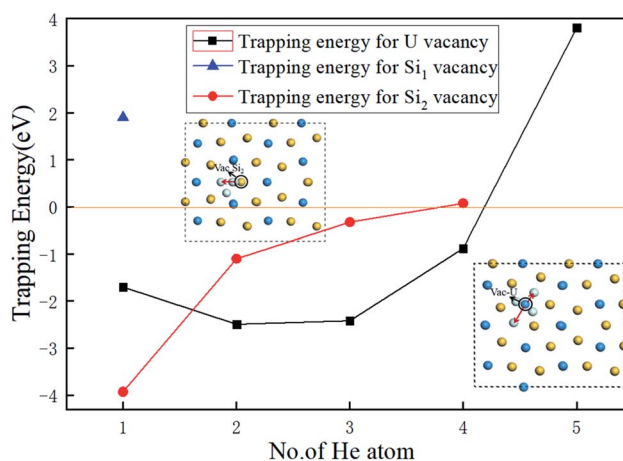 Trapping Energy(eV)
4
3
2
1
0
-1
-2
-3
-4
Trapping energy for U vacancy
Trapping energy for Si₁ vacancy
Trapping energy for Si₂ vacancy
Vac Si₂
Vac-U
1 2 3 4 5
No.of He atom